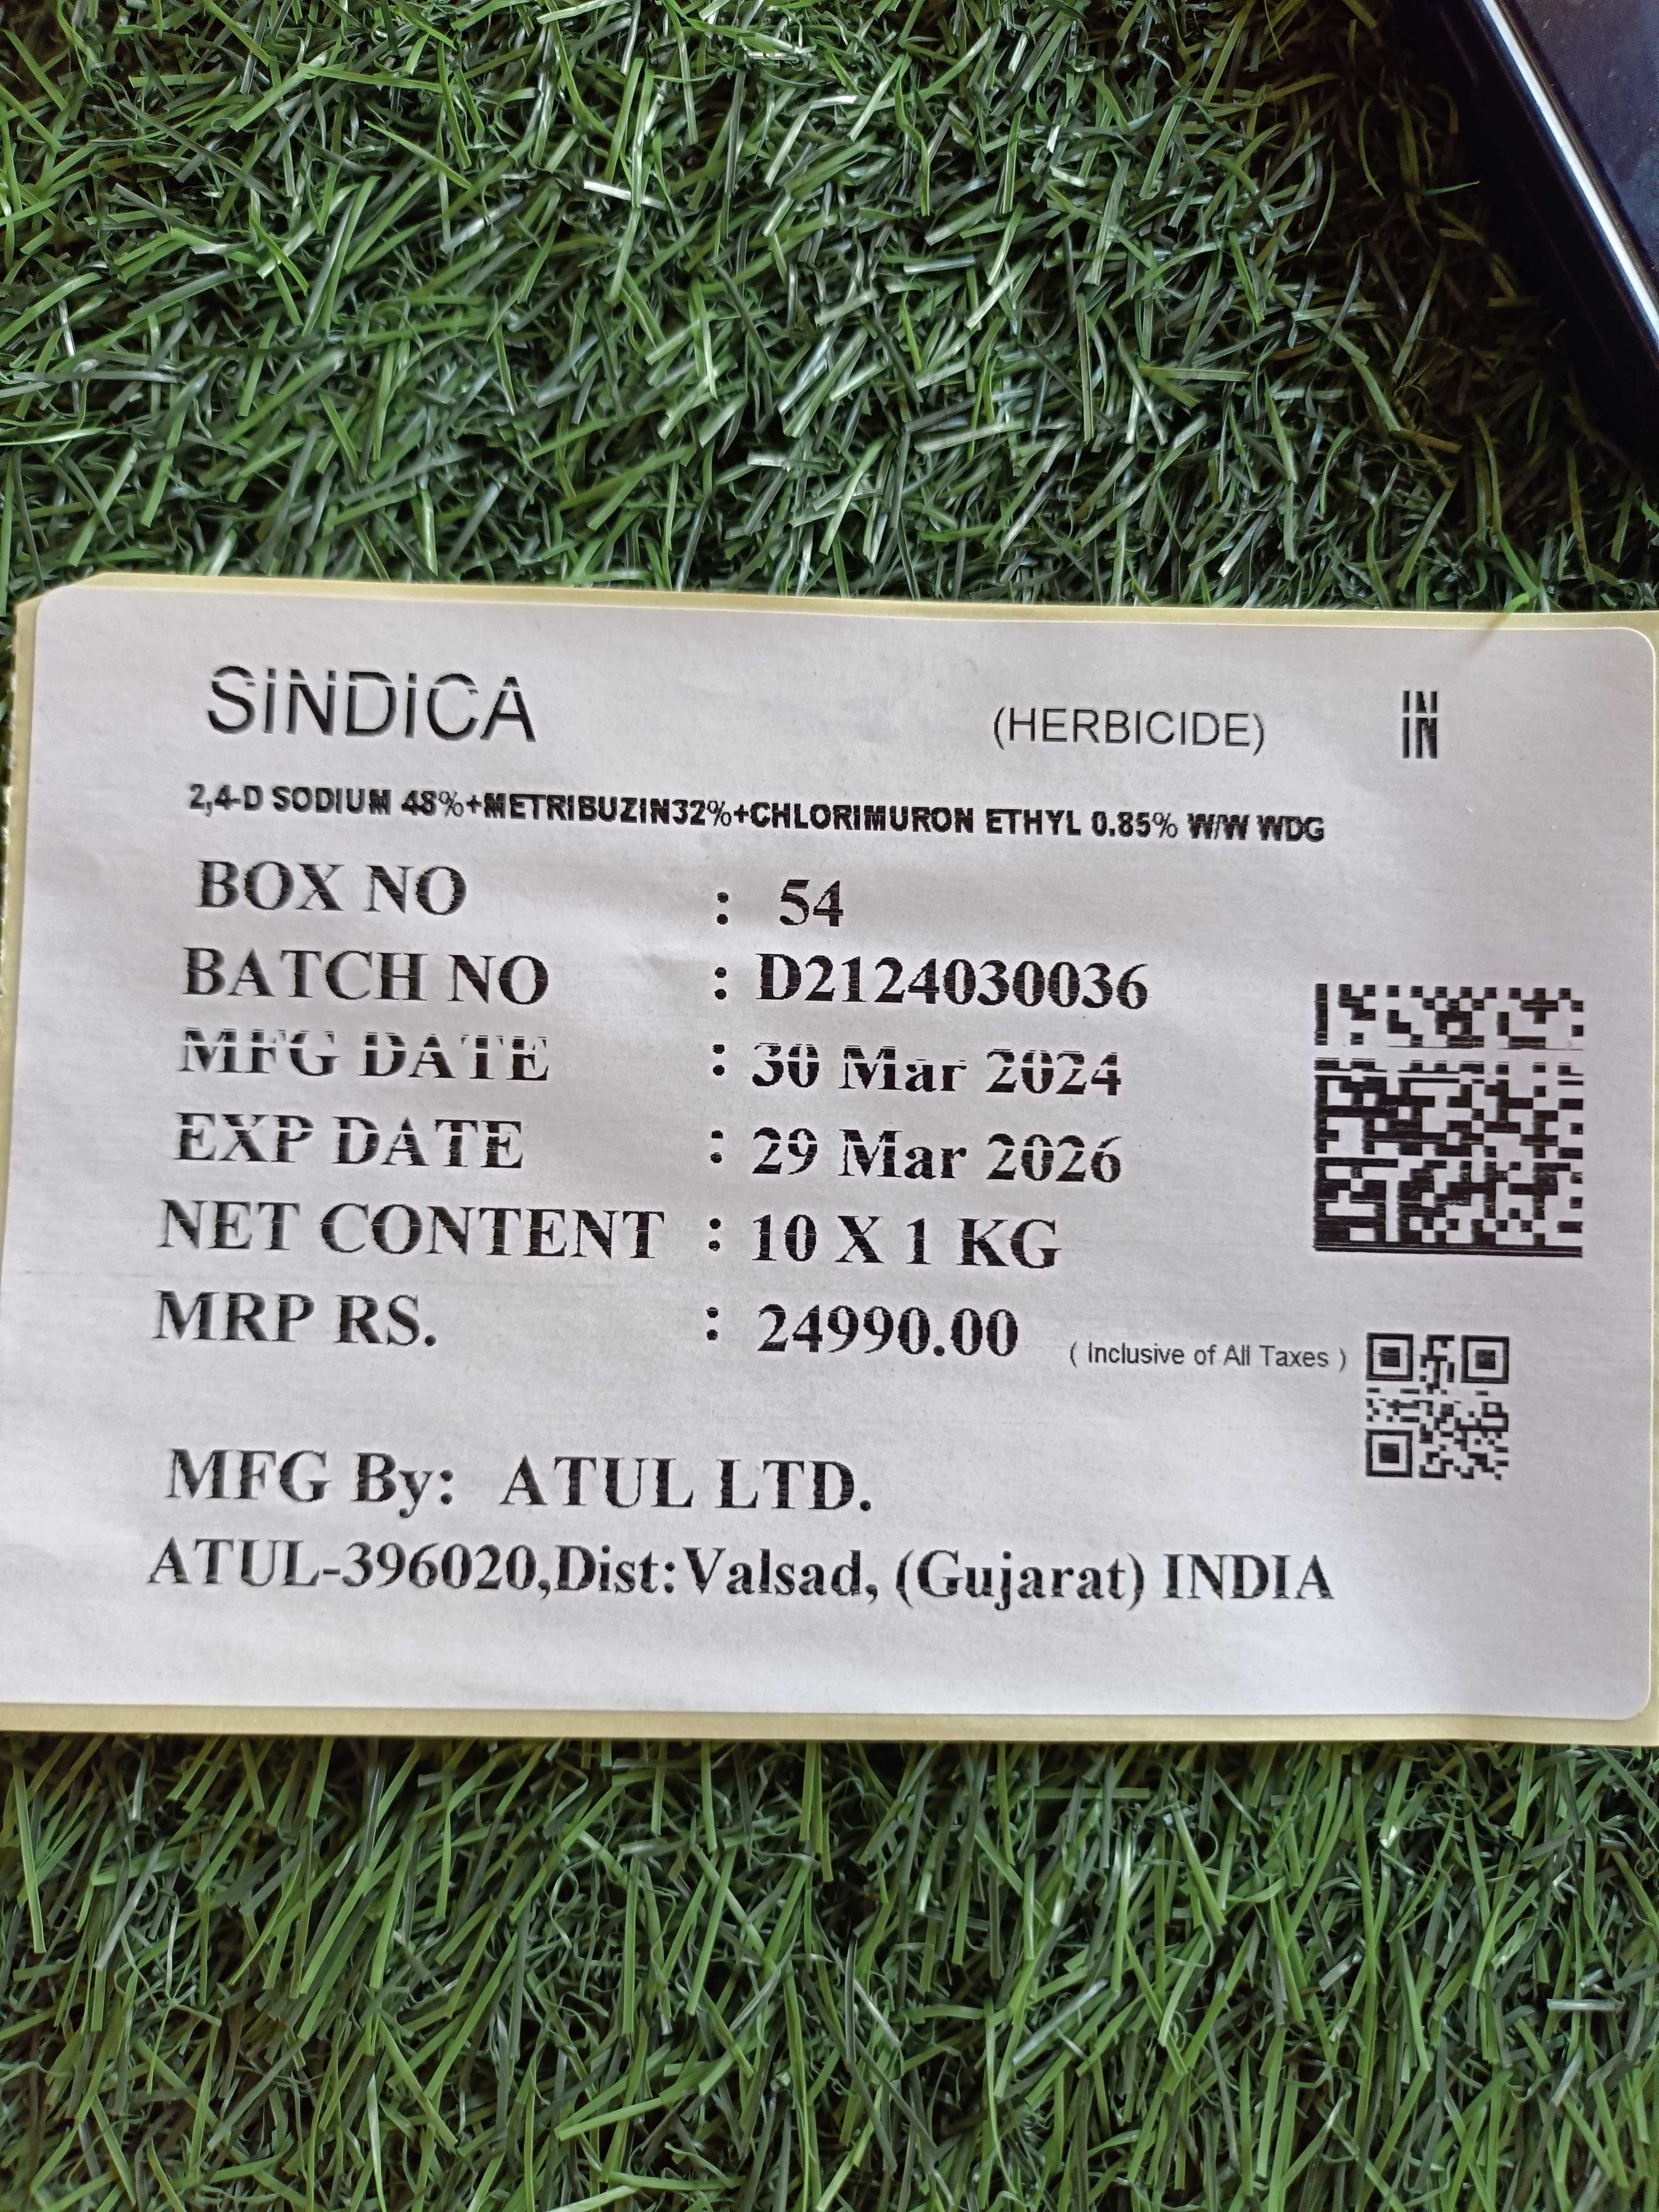 SiNDiCA (HERBICIDE) IN
2,4-D SODIUM 48%+METRIBUZIN32%+CHLORIMURON ETHYL 0.85% W/W WDG
BOX NO : 54
BATCH NO : D2124030036
MFG DATE : 30 Mar 2024
EXP DATE : 29 Mar 2026
NET CONTENT : 10 X 1 KG
MRP RS. : 24990.00 ( Inclusive of All Taxes )
MFG By: ATUL LTD.
ATUL-396020,Dist:Valsad, (Gujarat) INDIA